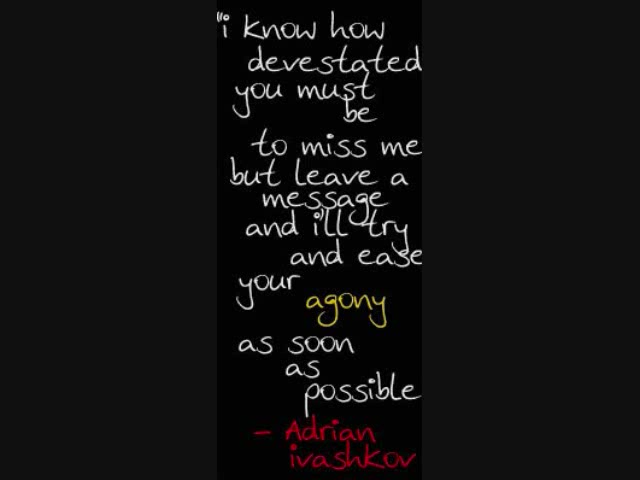 "i know how
devestated
you must
be
to miss me
but leave a
message
and i'll try
and ease
your
agony
as soon
as
possible
- Adrian
ivashkov